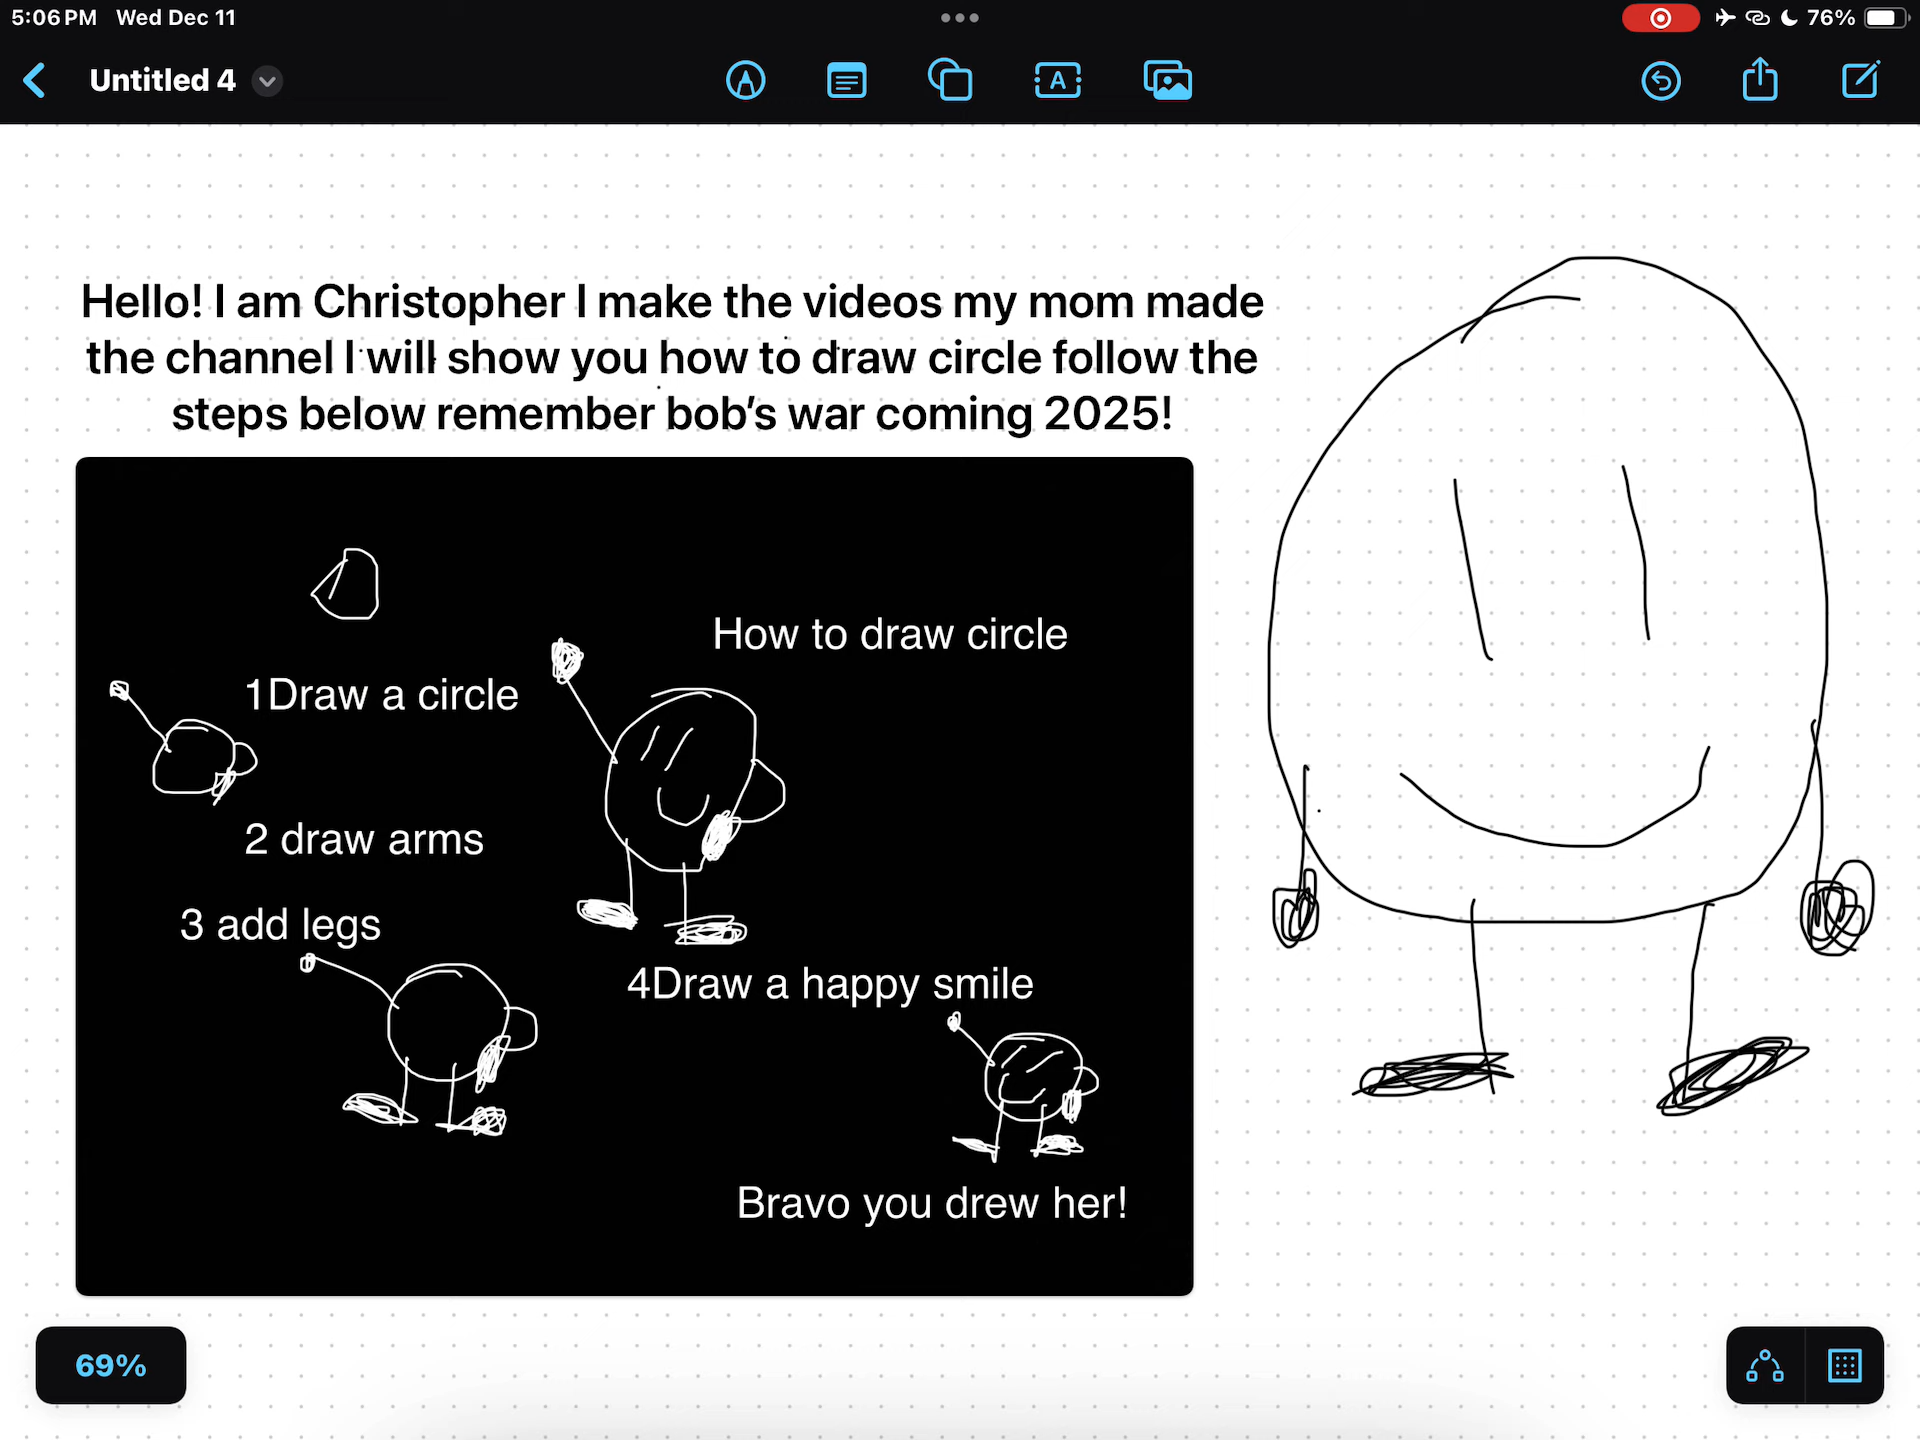 5:06 PM Wed Dec 11
76%
Untitled 4
Hello! I am Christopher I make the videos my mom made
the channel I will show you how to draw circle follow the
steps below remember bob's war coming 2025!
How to draw circle
1Draw a circle
2 draw arms
3 add legs
4Draw a happy smile
Bravo you drew her!
69%